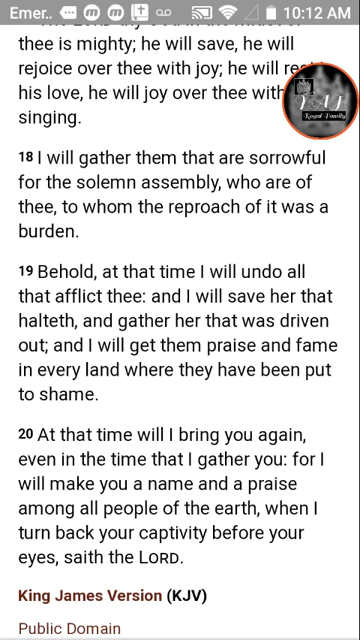 Emer.. 10:12 AM
thee is mighty; he will save, he will
rejoice over thee with joy; he will
his love, he will joy over thee with
singing.
18 I will gather them that are sorrowful
for the solemn assembly, who are of
thee, to whom the reproach of it was a
burden.
19 Behold, at that time I will undo all
that afflict thee: and I will save her that
halteth, and gather her that was driven
out; and I will get them praise and fame
in every land where they have been put
to shame.
20 At that time will I bring you again,
even in the time that I gather you: for I
will make you a name and a praise
among all people of the earth, when I
turn back your captivity before your
eyes, saith the LORD.
King James Version (KJV)
Public Domain
Royal Family